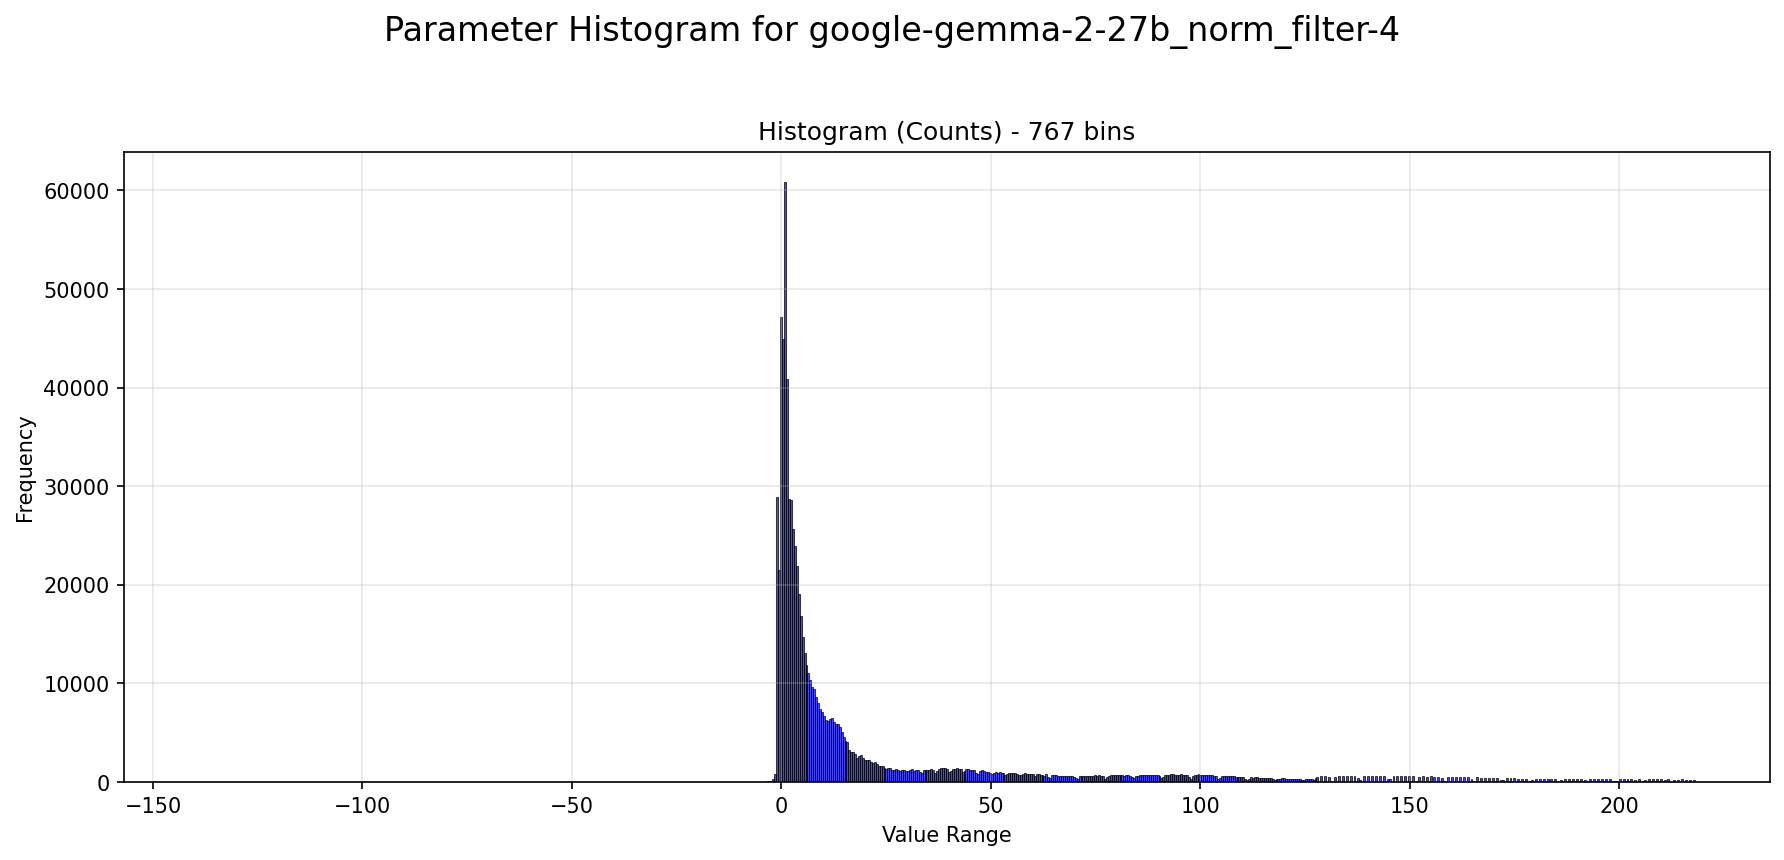 Parameter Histogram for google-gemma-2-27b_norm_filter-4
Histogram (Counts) - 767 bins
60000
50000
40000
30000
20000
10000
0
Frequency
−150 −100 −50 0 50 100 150 200
Value Range